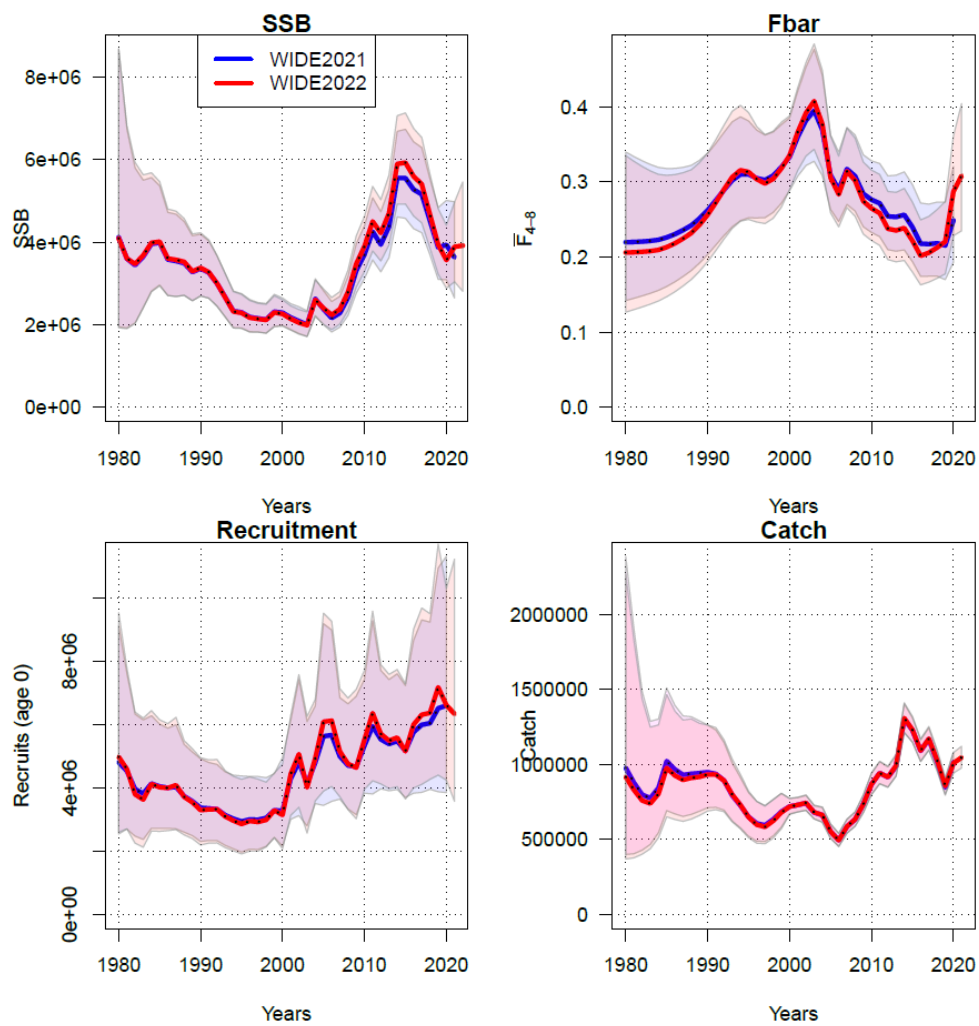 SSB
WIDE2021
WIDE2022
8e+06
6e+06
4e+06
2e+06
0e+00
SSB
1980 1990 2000 2010 2020
Years
Fbar
0.4
0.3
0.2
0.1
0.0
F̅4−8
1980 1990 2000 2010 2020
Years
Recruitment
8e+06
4e+06
0e+00
Recruits (age 0)
1980 1990 2000 2010 2020
Years
Catch
2000000
1500000
1000000
500000
0
Catch
1980 1990 2000 2010 2020
Years